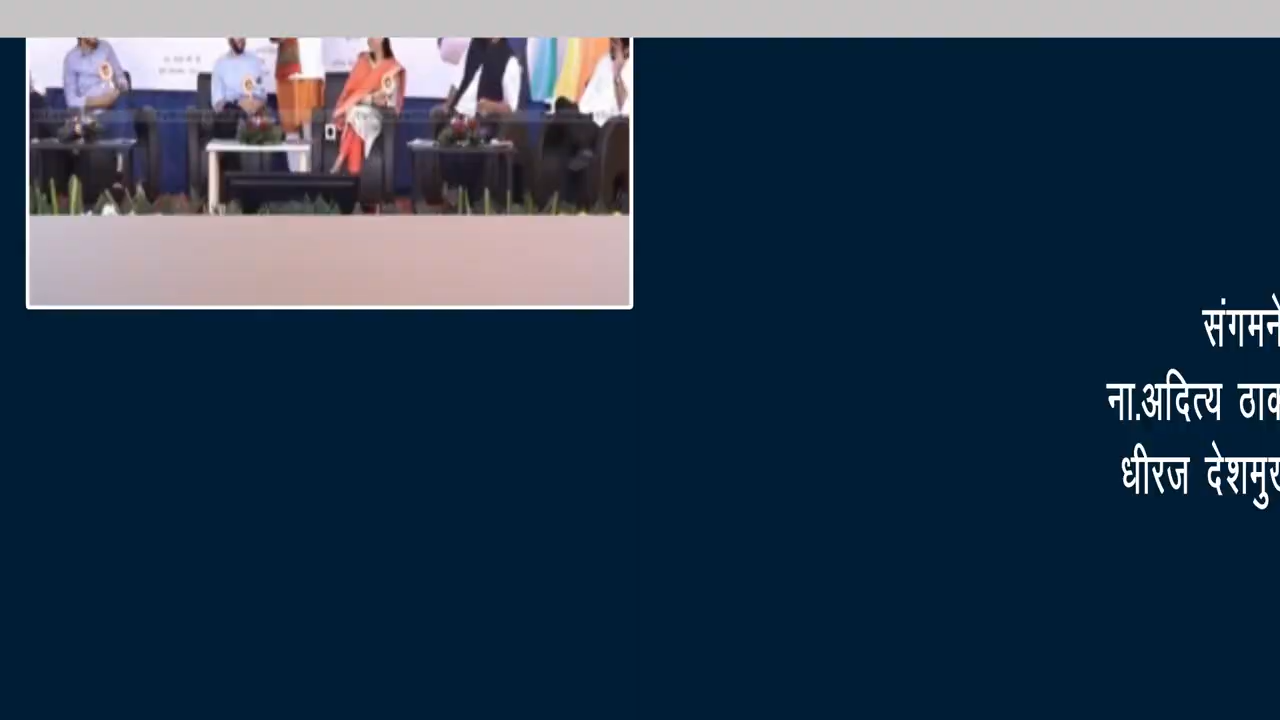 संगमने
ना.अदित्य ठाक
धीरज देशमुख